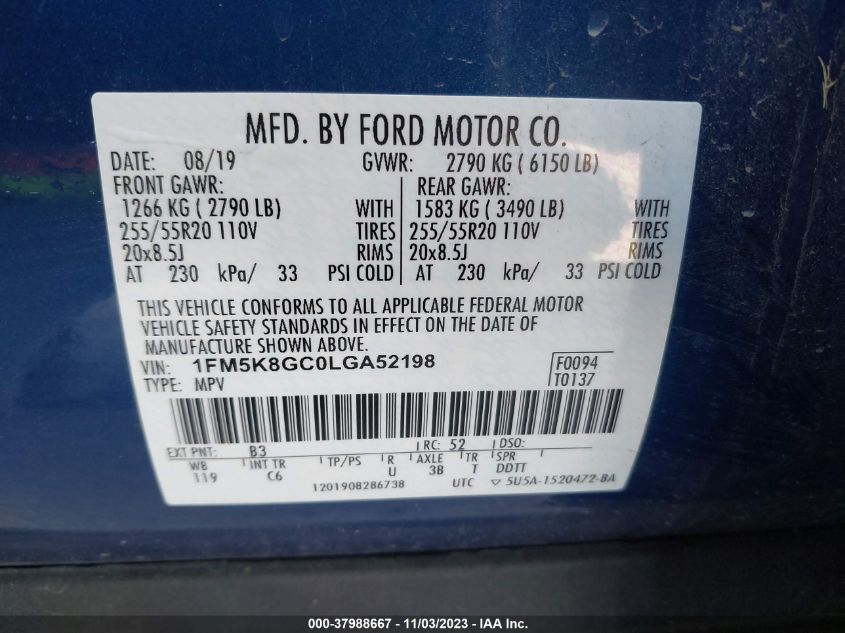 MFD. BY FORD MOTOR CO.
DATE: 08/19 GVWR: 2790 KG ( 6150 LB)
FRONT GAWR: REAR GAWR:
1266 KG ( 2790 LB) WITH 1583 KG ( 3490 LB) WITH
255/55R20 110V TIRES 255/55R20 110V TIRES
20x8.5J RIMS 20x8.5J RIMS
AT 230 kPa/ 33 PSI COLD AT 230 kPa/ 33 PSI COLD
THIS VEHICLE CONFORMS TO ALL APPLICABLE FEDERAL MOTOR
VEHICLE SAFETY STANDARDS IN EFFECT ON THE DATE OF
MANUFACTURE SHOWN ABOVE.
VIN: 1FM5K8GC0LGA52198 F0094
TYPE: MPV T0137
EXT PNT: B3 RC: 52 DSO:
WB INT TR TP/PS R AXLE TR SPR
119 C6 U 3B T DDTT
1201908286738 UTC ▽ 5U5A-1520472-BA
000-37988667 - 11/03/2023 - © IAA, Inc.